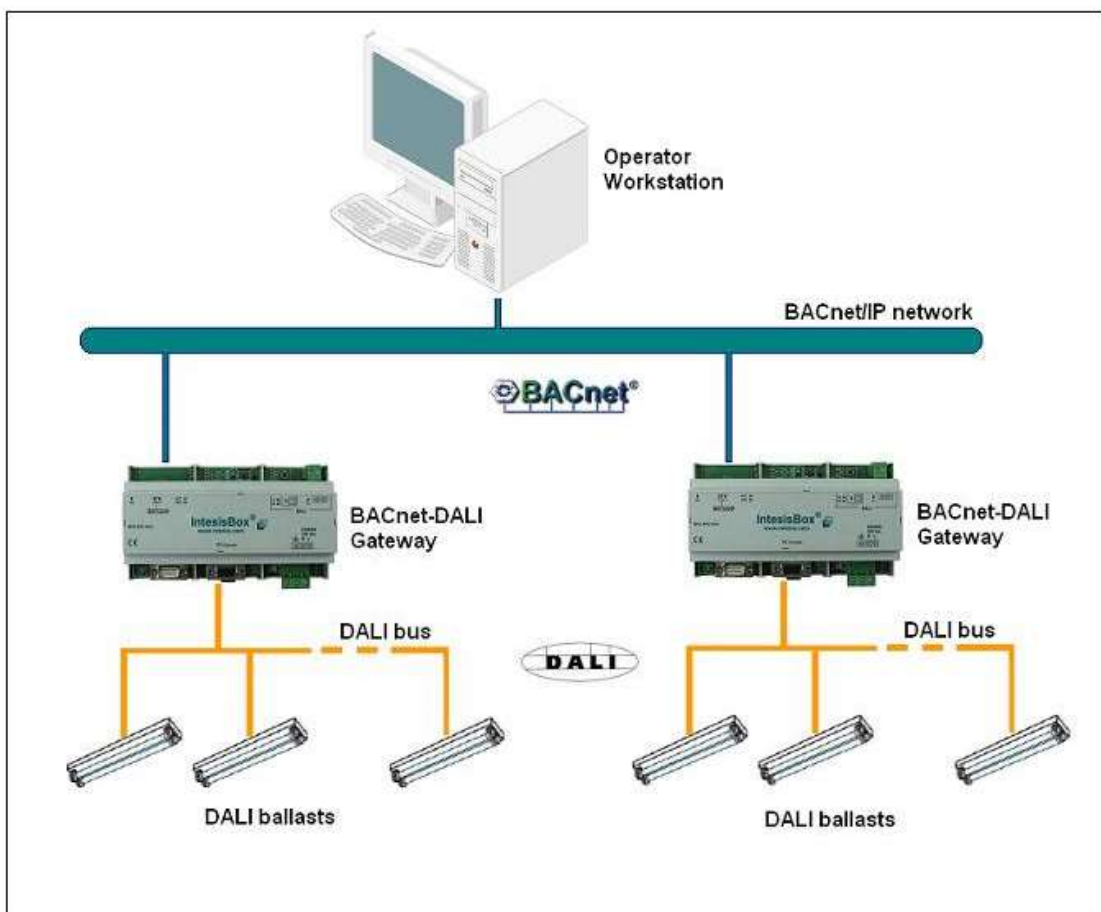 Operator
Workstation
BACnet/IP network
BACnet®
IntesisBox®
BACnet-DALI
Gateway
IntesisBox®
BACnet-DALI
Gateway
DALI bus
DALI bus
DALI
DALI ballasts
DALI ballasts